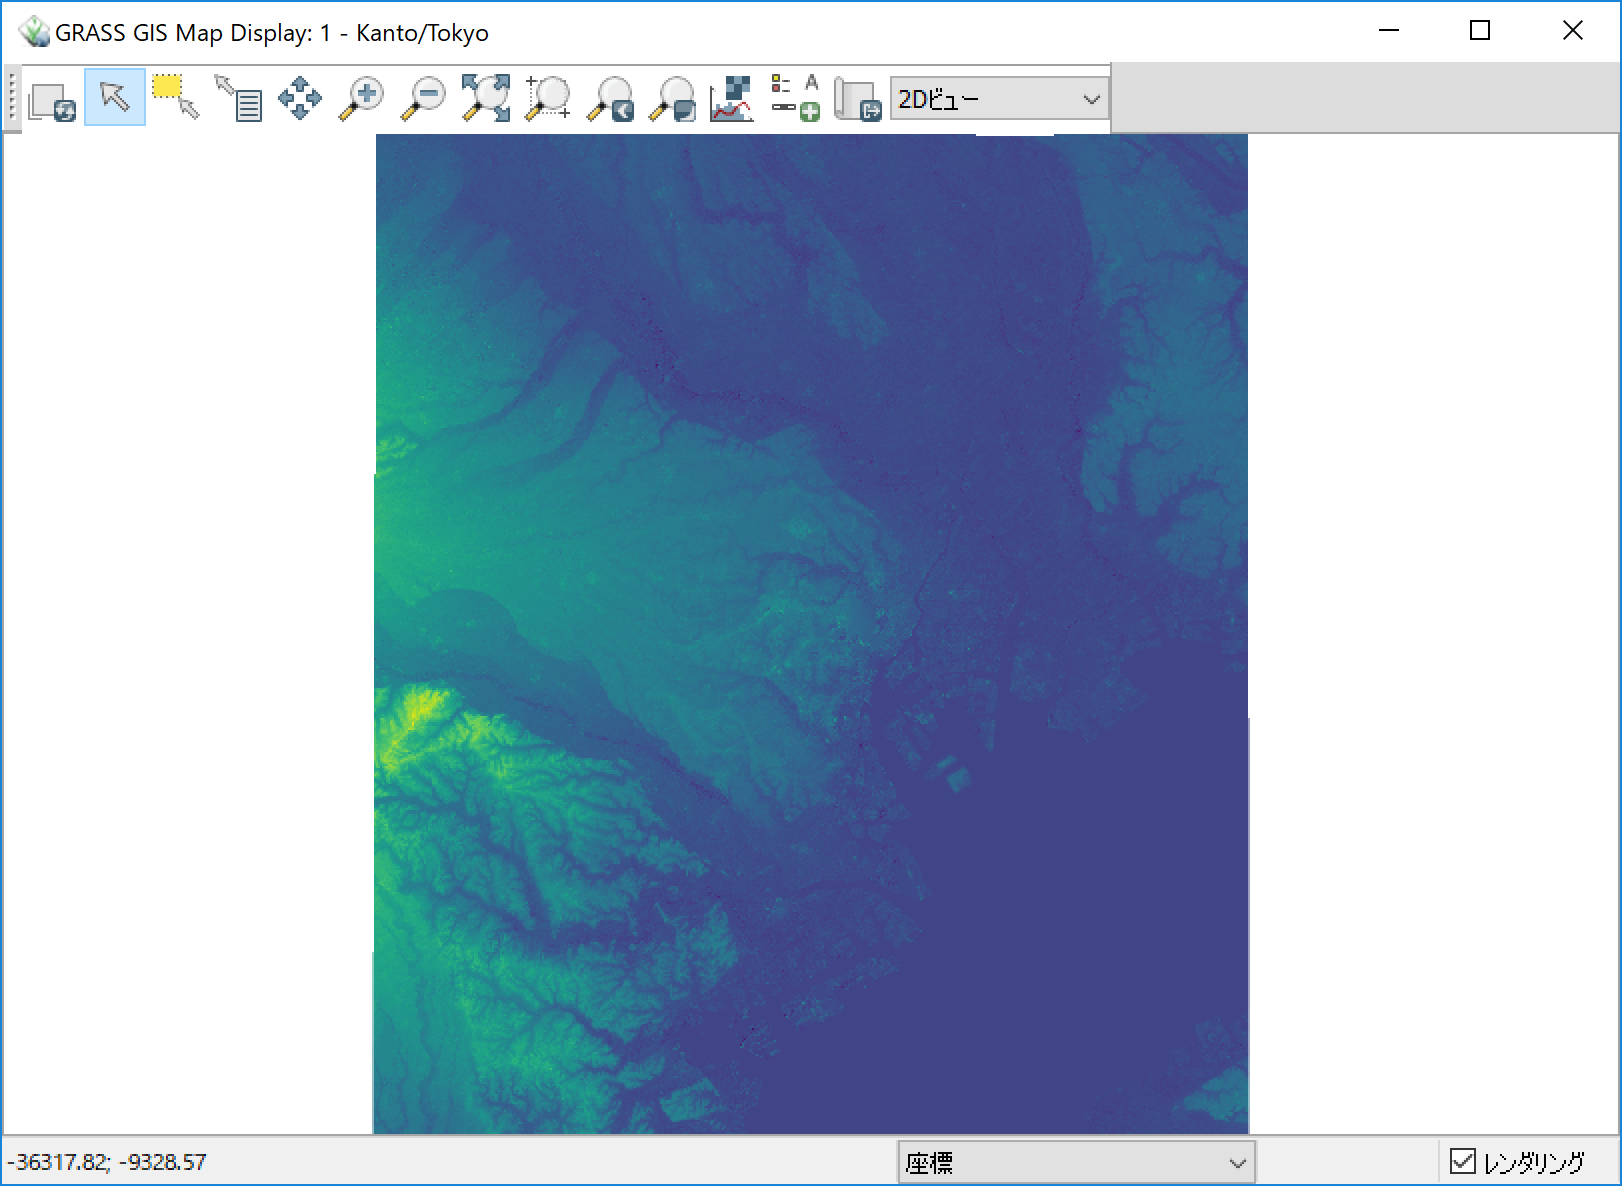 GRASS GIS Map Display: 1 - Kanto/Tokyo
A
2Dビュー
-36317.82; -9328.57
座標
レンダリング